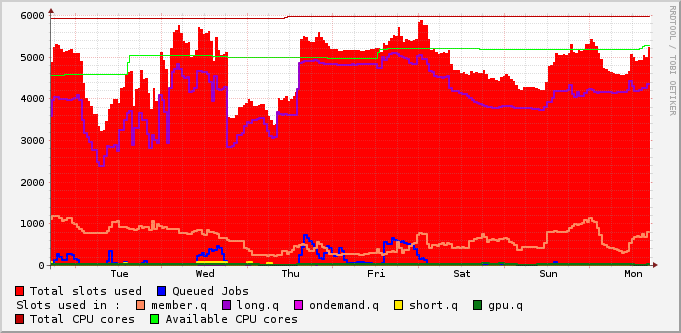 RRDTOOL / TOBI OETIKER
6000
5000
4000
3000
2000
1000
0
Tue Wed Thu Fri Sat Sun Mon
Total slots used Queued Jobs
Slots used in : member.q long.q ondemand.q short.q gpu.q
Total CPU cores Available CPU cores